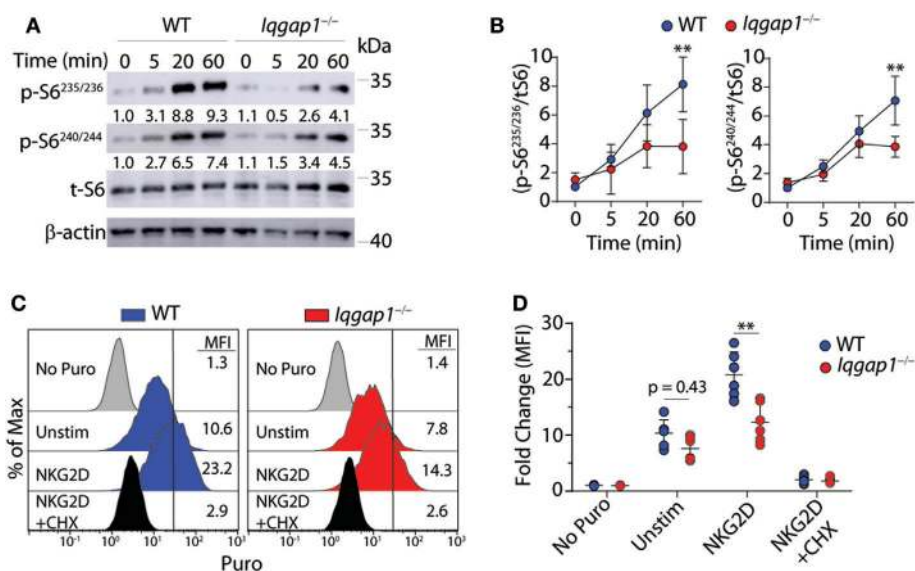 A
WT Iqgap1⁻/⁻
kDa
Time (min) 0 5 20 60 0 5 20 60
p-S6²³⁵/²³⁶ 35
1.0 3.1 8.8 9.3 1.1 0.5 2.6 4.1
p-S6²⁴⁰/²⁴⁴ 35
1.0 2.7 6.5 7.4 1.1 1.5 3.4 4.5
t-S6 35
β-actin
40
B
WT Iqgap1⁻/⁻
(p-S6²³⁵/²³⁶/tS6)
10
8
6
4
2
0
**
0 5 20 60
Time (min)
(p-S6²⁴⁰/²⁴⁴/tS6)
10
8
6
4
2
0
**
0 5 20 60
Time (min)
C
WT Iqgap1⁻/⁻
% of Max
MFI
No Puro 1.3
Unstim 10.6
NKG2D 23.2
NKG2D
+CHX 2.9
10⁻¹ 10⁰ 10¹ 10² 10³
MFI
No Puro 1.4
Unstim 7.8
NKG2D 14.3
NKG2D
+CHX 2.6
10⁻¹ 10⁰ 10¹ 10² 10³
Puro
D
WT
Iqgap1⁻/⁻
Fold Change (MFI)
30
20
10
0
p = 0.43
**
No Puro
Unstim
NKG2D
NKG2D
+CHX